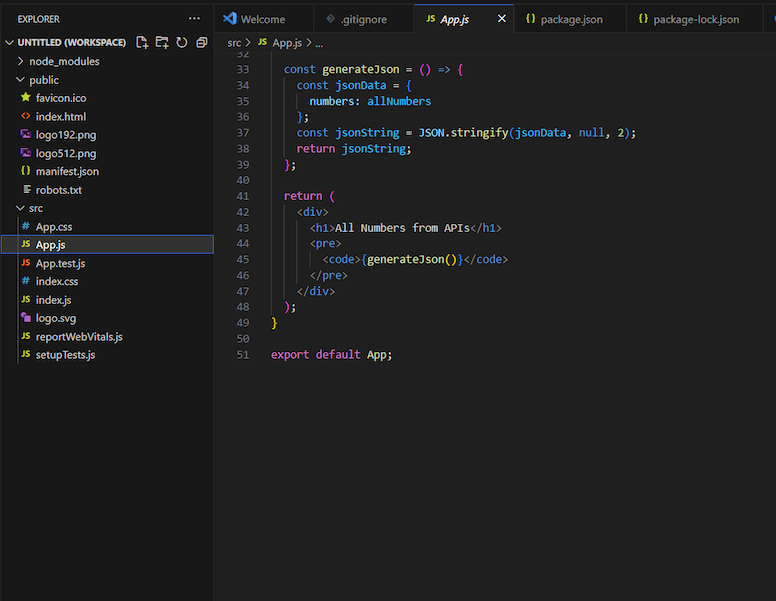 EXPLORER ...
UNTITLED (WORKSPACE)
node_modules
public
favicon.ico
index.html
logo192.png
logo512.png
manifest.json
robots.txt
src
App.css
App.js
App.test.js
index.css
index.js
logo.svg
reportWebVitals.js
setupTests.js
Welcome .gitignore JS App.js {} package.json {} package-lock.json
src > JS App.js > ...
32
33 const generateJson = () => {
34 const jsonData = {
35 numbers: allNumbers
36 };
37 const jsonString = JSON.stringify(jsonData, null, 2);
38 return jsonString;
39 };
40
41 return (
42 <div>
43 <h1>All Numbers from APIs</h1>
44 <pre>
45 <code>{generateJson()}</code>
46 </pre>
47 </div>
48 );
49 }
50
51 export default App;